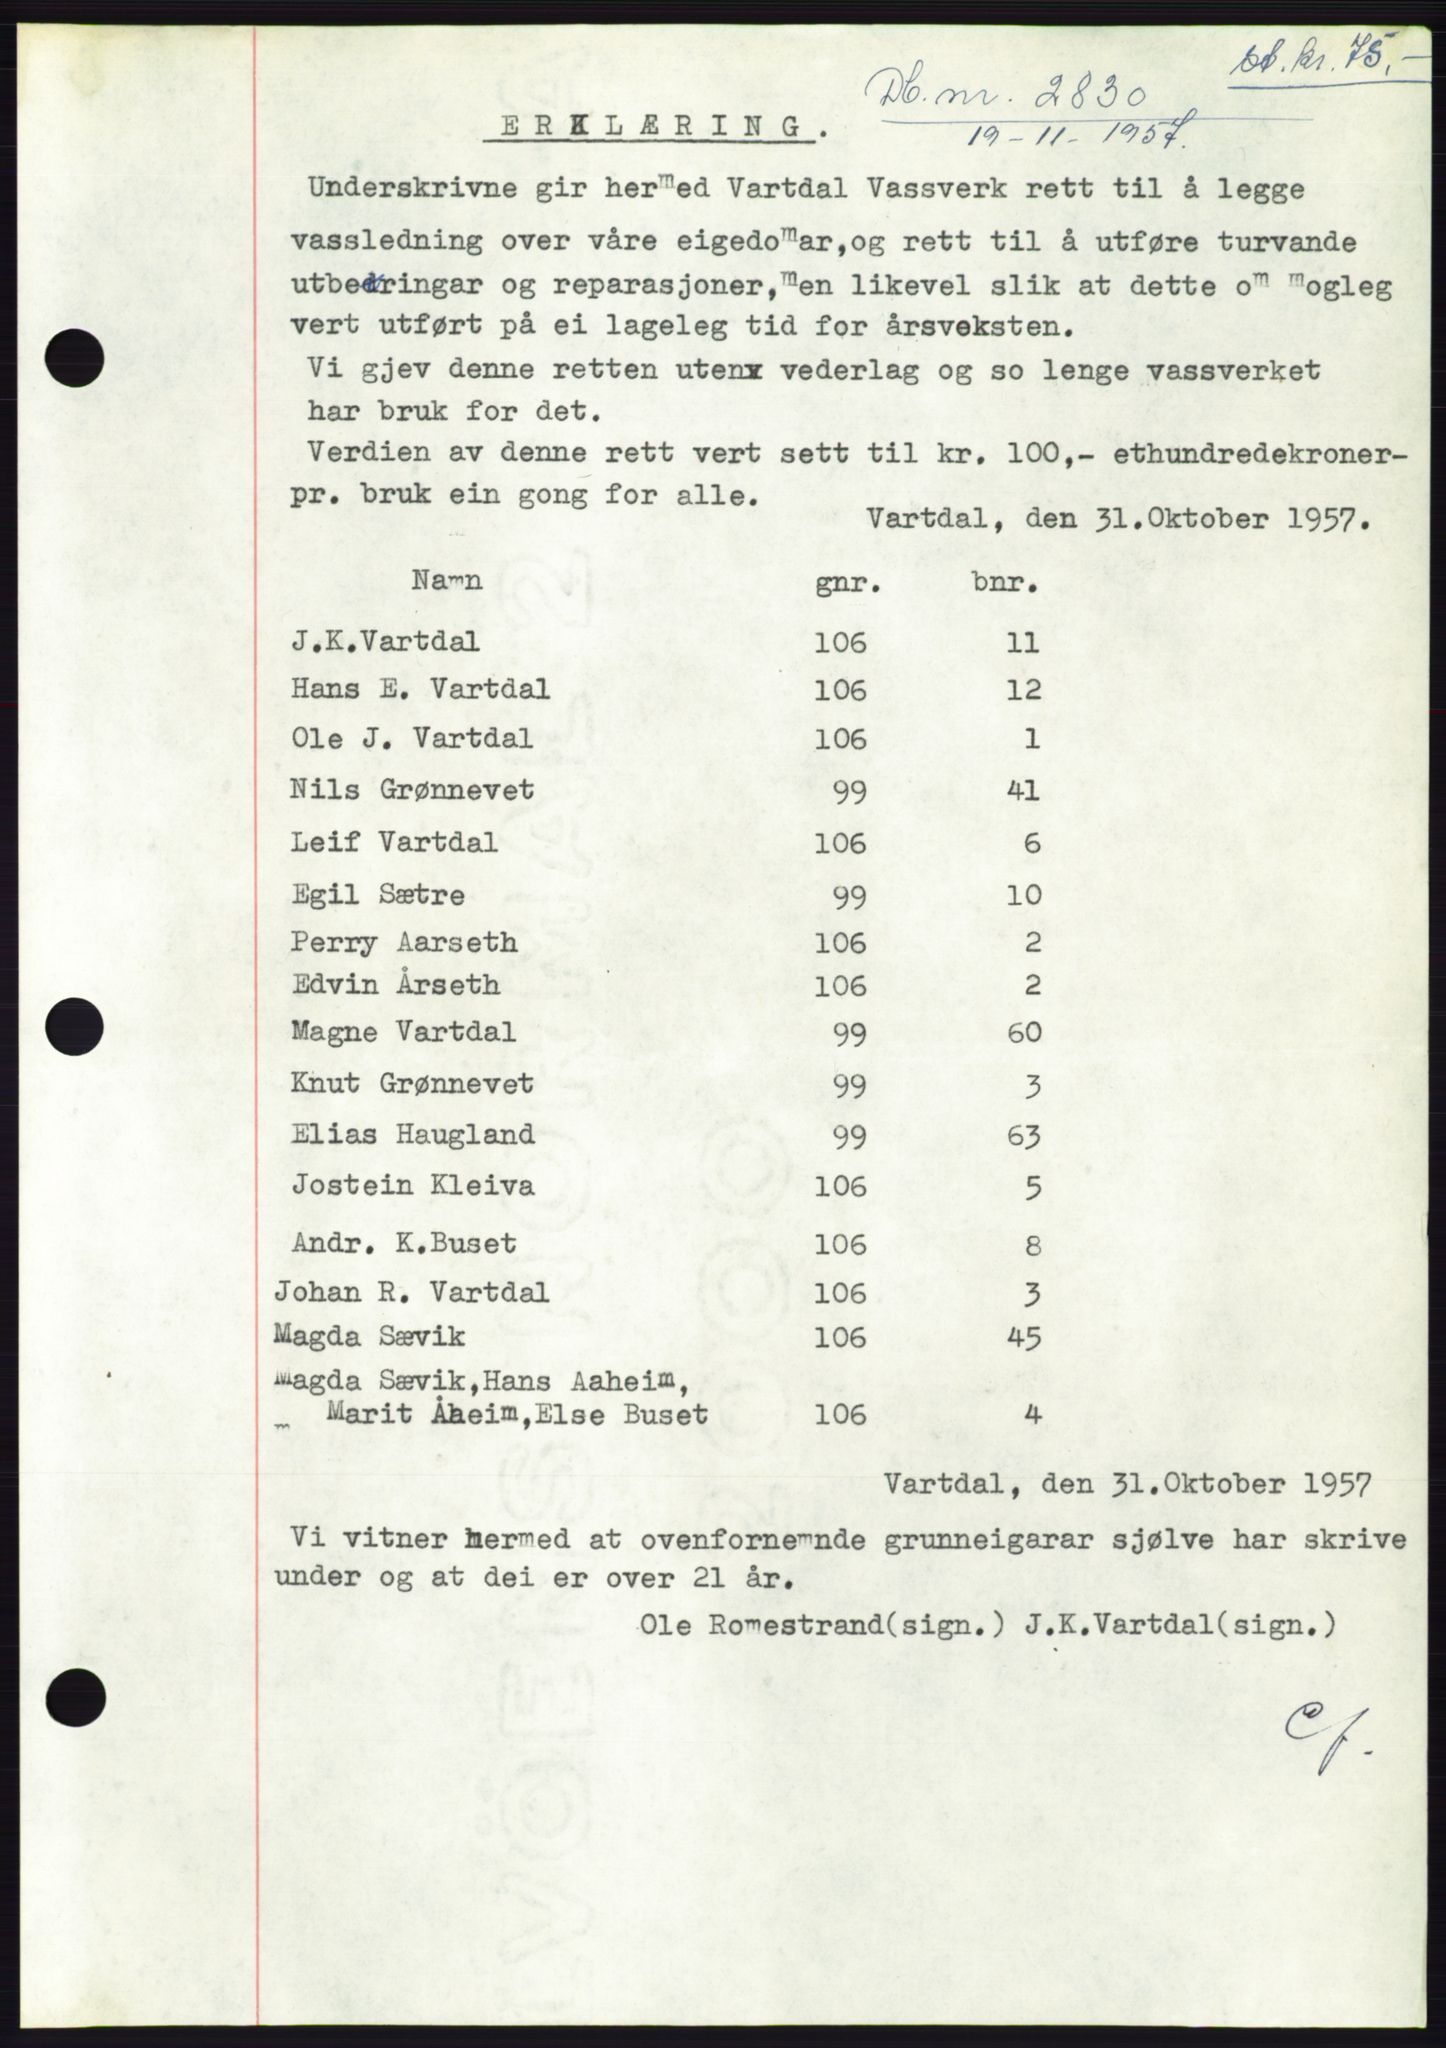 st. kr. 75,-
Db. nr. 2830
19-11-1957.
ERKLÆRING.
Underskrivne gir hermed Vartdal Vassverk rett til å legge
vassledning over våre eigedomar,og rett til å utføre turvande
utbedringar og reparasjoner,men likevel slik at dette om mogleg
vert utført på ei lageleg tid for årsveksten.
Vi gjev denne retten uten vederlag og so lenge vassverket
har bruk for det.
Verdien av denne rett vert sett til kr. 100,- ethundredekroner-
pr. bruk ein gong for alle.
Vartdal, den 31.Oktober 1957.
Namn gnr. bnr.
J.K.Vartdal 106 11
Hans E. Vartdal 106 12
Ole J. Vartdal 106 1
Nils Grønnevet 99 41
Leif Vartdal 106 6
Egil Sætre 99 10
Perry Aarseth 106 2
Edvin Årseth 106 2
Magne Vartdal 99 60
Knut Grønnevet 99 3
Elias Haugland 99 63
Jostein Kleiva 106 5
Andr. K.Buset 106 8
Johan R. Vartdal 106 3
Magda Sævik 106 45
Magda Sævik,Hans Aaheim,
Marit Åheim,Else Buset 106 4
Vartdal, den 31.Oktober 1957
Vi vitner hermed at ovenfornemnde grunneigarar sjølve har skrive
under og at dei er over 21 år.
Ole Romestrand(sign.) J.K.Vartdal(sign.)